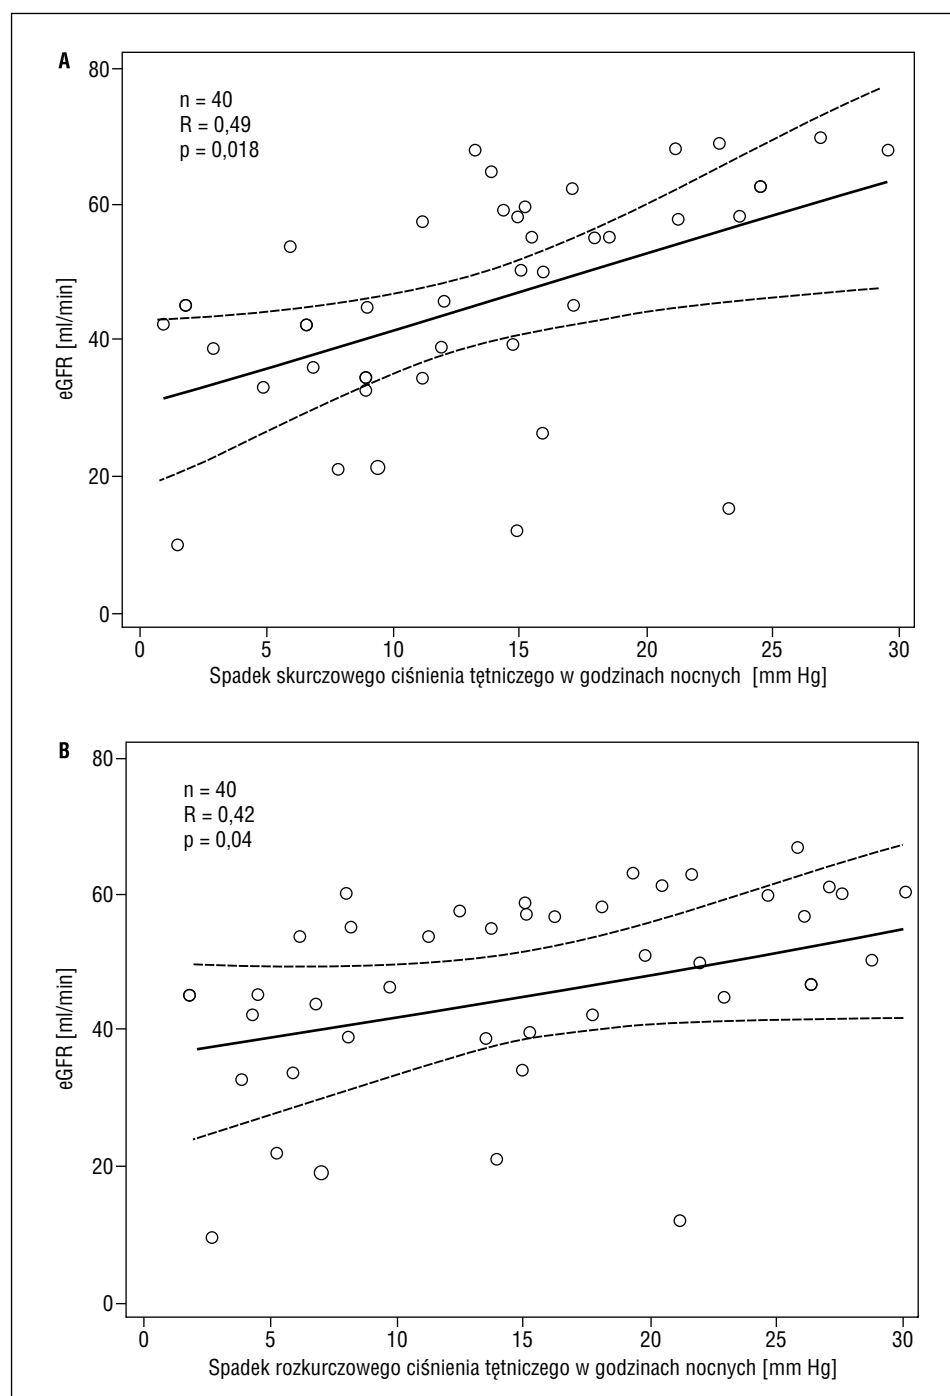 A
80
n = 40
R = 0,49
p = 0,018
60
40
20
0
eGFR [ml/min]
0 5 10 15 20 25 30
Spadek skurczowego ciśnienia tętniczego w godzinach nocnych [mm Hg]
B
80
n = 40
R = 0,42
p = 0,04
60
40
20
0
eGFR [ml/min]
0 5 10 15 20 25 30
Spadek rozkurczowego ciśnienia tętniczego w godzinach nocnych [mm Hg]